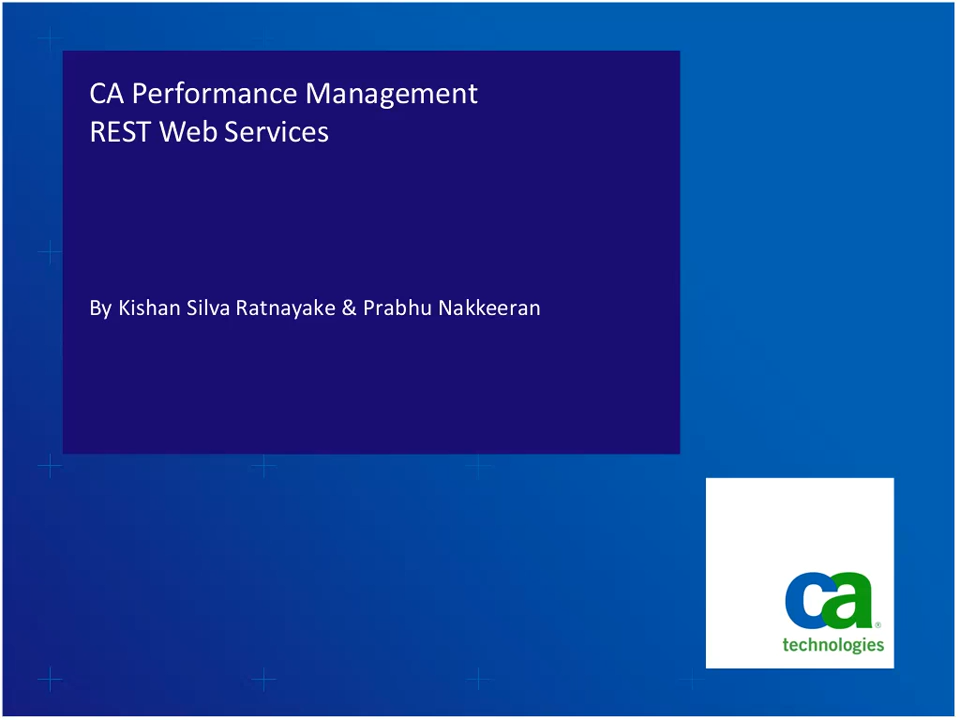 CA Performance Management
REST Web Services
By Kishan Silva Ratnayake & Prabhu Nakkeeran
ca®
technologies